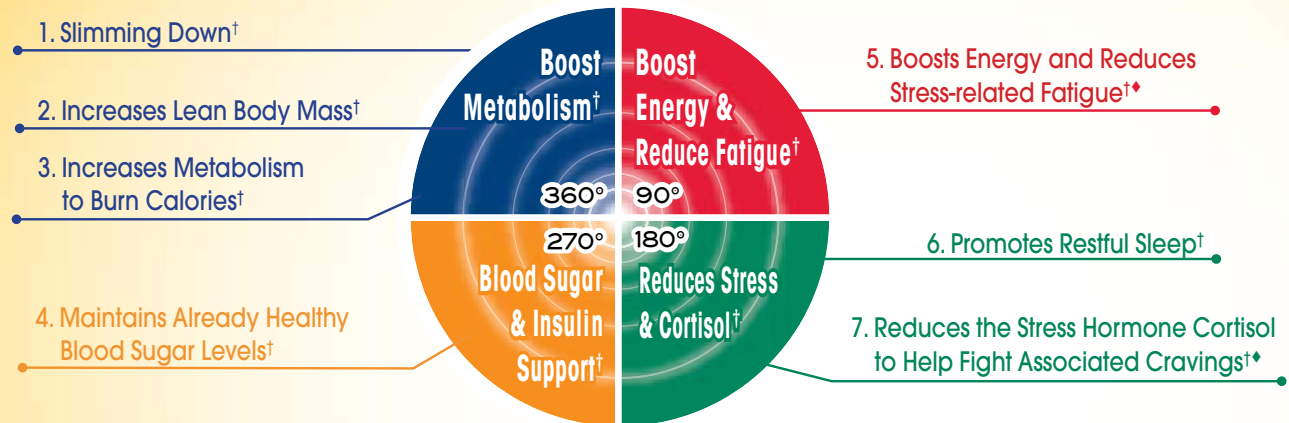 1. Slimming Down†
2. Increases Lean Body Mass†
3. Increases Metabolism
to Burn Calories†
4. Maintains Already Healthy
Blood Sugar Levels†
Boost
Metabolism†
360°
Boost
Energy &
Reduce Fatigue†
90°
270°
Blood Sugar
& Insulin
Support†
180°
Reduces Stress
& Cortisol†
5. Boosts Energy and Reduces
Stress-related Fatigue†♦
6. Promotes Restful Sleep†
7. Reduces the Stress Hormone Cortisol
to Help Fight Associated Cravings†♦